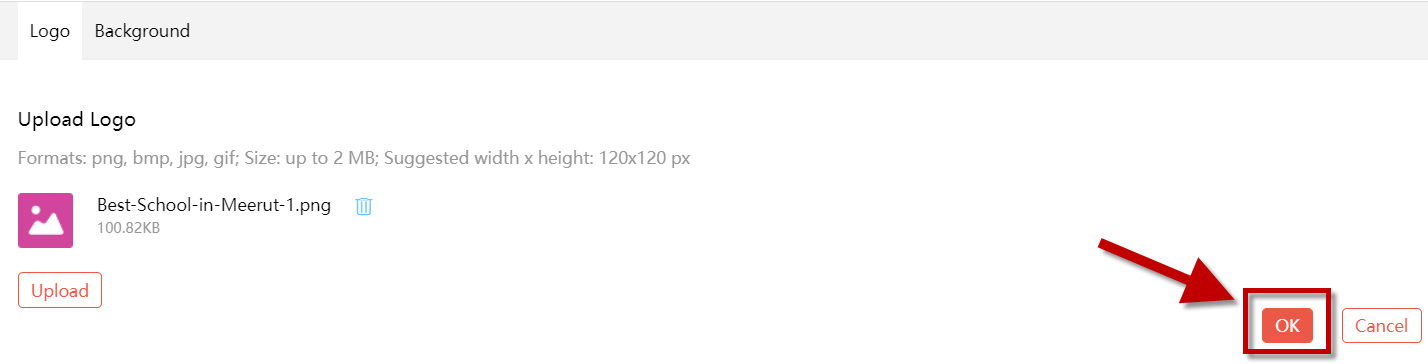 Logo Background
Upload Logo
Formats: png, bmp, jpg, gif; Size: up to 2 MB; Suggested width x height: 120x120 px
Best-School-in-Meerut-1.png
100.82KB
Upload
OK Cancel